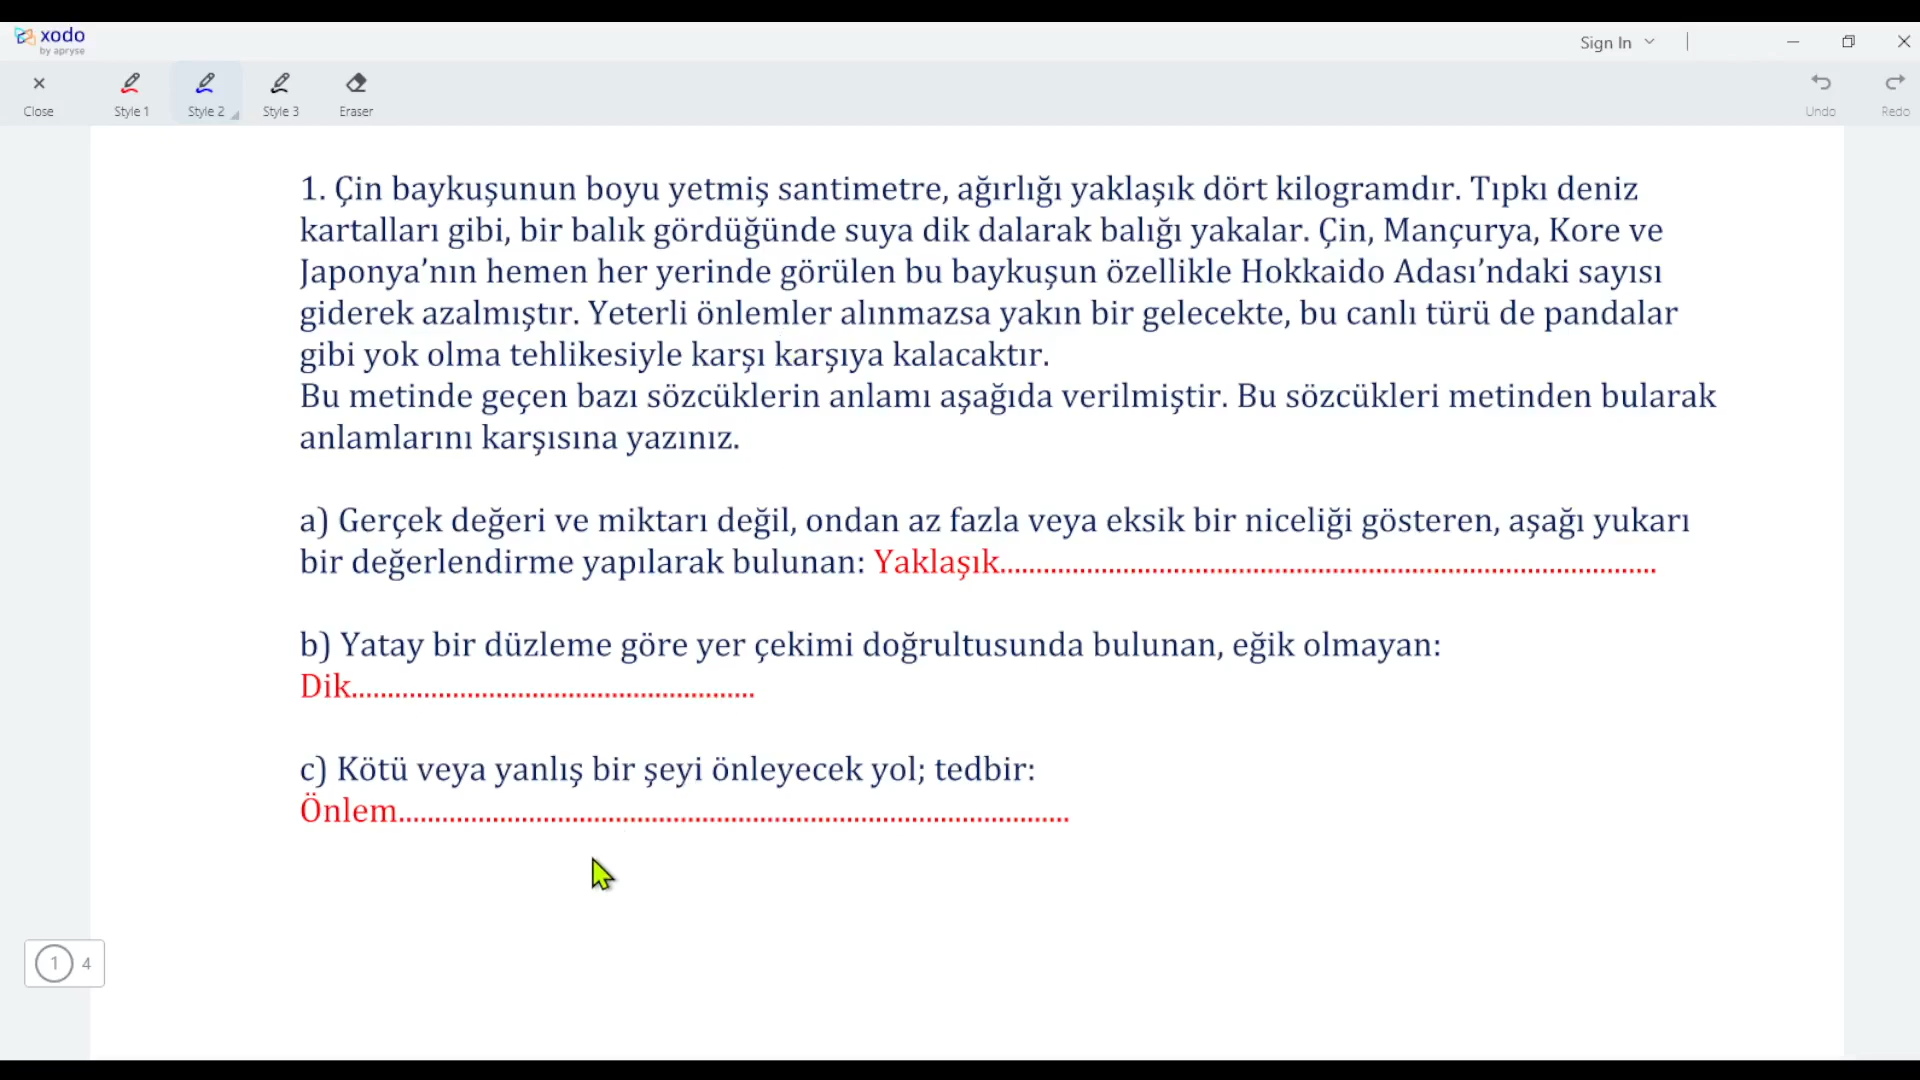 xodo
by apryse
Sign In
Close
Style 1
Style 2
Style 3
Eraser
Undo
Redo
1. Çin baykuşunun boyu yetmiş santimetre, ağırlığı yaklaşık dört kilogramdır. Tıpkı deniz
kartalları gibi, bir balık gördüğünde suya dik dalarak balığı yakalar. Çin, Mançurya, Kore ve
Japonya’nın hemen her yerinde görülen bu baykuşun özellikle Hokkaido Adası’ndaki sayısı
giderek azalmıştır. Yeterli önlemler alınmazsa yakın bir gelecekte, bu canlı türü de pandalar
gibi yok olma tehlikesiyle karşı karşıya kalacaktır.
Bu metinde geçen bazı sözcüklerin anlamı aşağıda verilmiştir. Bu sözcükleri metinden bularak
anlamlarını karşısına yazınız.
a) Gerçek değeri ve miktarı değil, ondan az fazla veya eksik bir niceliği gösteren, aşağı yukarı
bir değerlendirme yapılarak bulunan: Yaklaşık...........................................................................................
b) Yatay bir düzleme göre yer çekimi doğrultusunda bulunan, eğik olmayan:
Dik........................................................
c) Kötü veya yanlış bir şeyi önleyecek yol; tedbir:
Önlem.............................................................................................
1 4